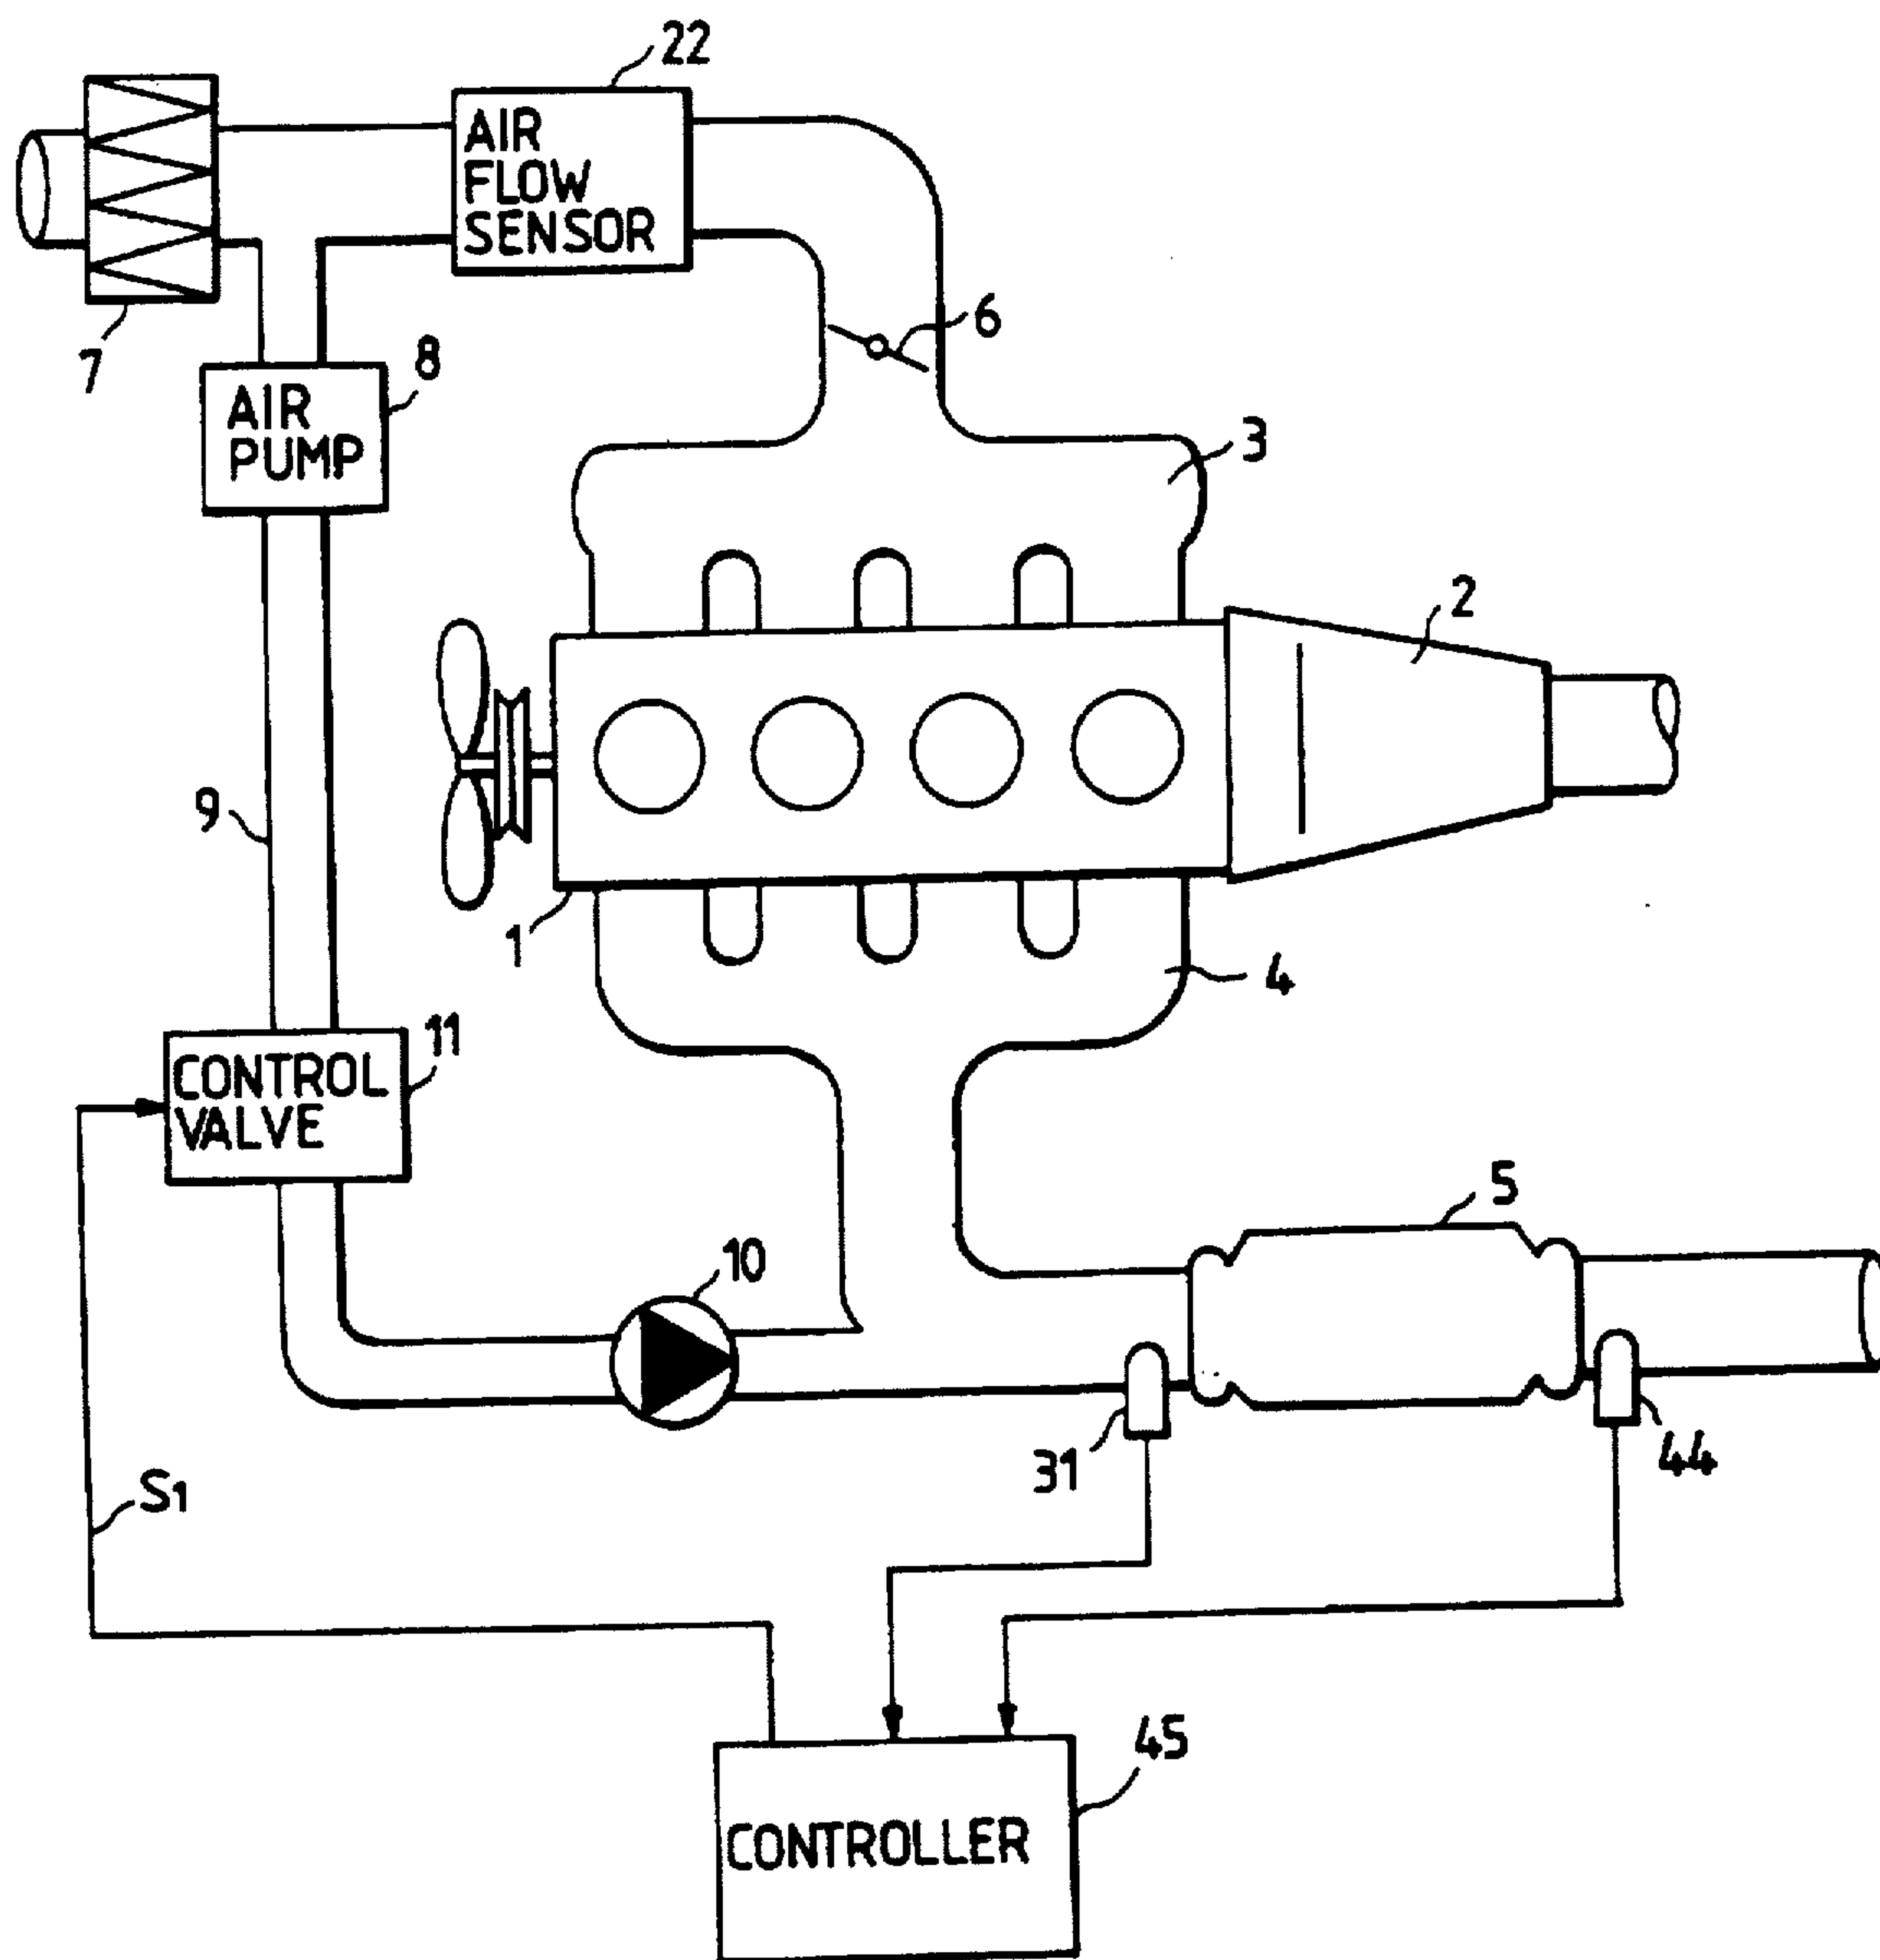 22
AIR
FLOW
SENSOR
7
6
8
AIR
PUMP
3
2
9
1
4
11
CONTROL
VALVE
5
10
31
44
S1
45
CONTROLLER